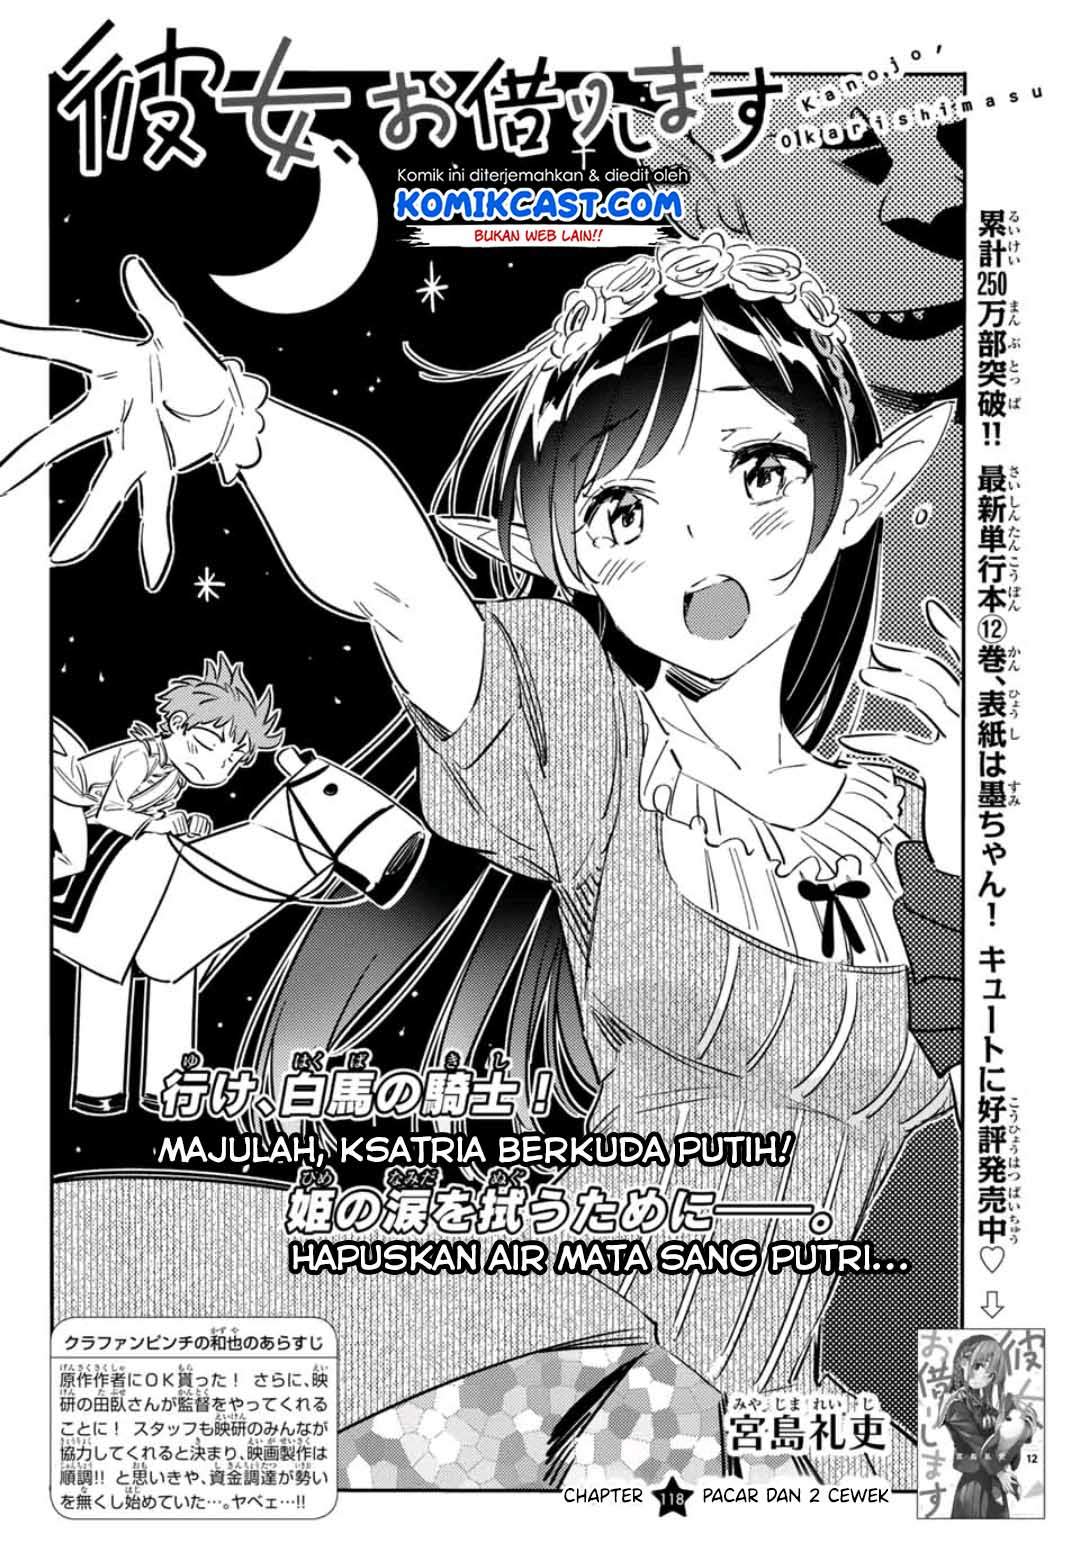 彼女、お借りします
Kanojo,
Okarishimasu
Komik ini diterjemahkan & diedit oleh
KOMIKCAST.COM
BUKAN WEB LAIN!!
累計250万部突破!! 最新単行本⑫巻、表紙は墨ちゃん! キュートに好評発売中♡⇨
行け、白馬の騎士!
MAJULAH, KSATRIA BERKUDA PUTIH!
姫の涙を拭うために――。
HAPUSKAN AIR MATA SANG PUTRI...
クラファンピンチの和也のあらすじ
原作作者にOK貰った! さらに、映
研の田臥さんが監督をやってくれる
ことに! スタッフも映研のみんなが
協力してくれると決まり、映画製作は
順調!! と思いきや、資金調達が勢い
を無くし始めていた…。ヤベェ…!!
宮島礼吏
CHAPTER 118 PACAR DAN 2 CEWEK
彼女、お借りします
12